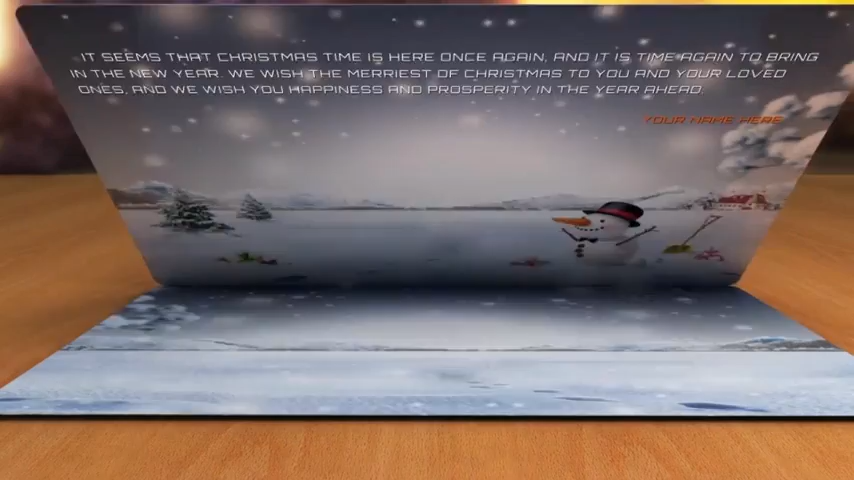 IT SEEMS THAT CHRISTMAS TIME IS HERE ONCE AGAIN, AND IT IS TIME AGAIN TO BRING
IN THE NEW YEAR. WE WISH THE MERRIEST OF CHRISTMAS TO YOU AND YOUR LOVED
ONES, AND WE WISH YOU HAPPINESS AND PROSPERITY IN THE YEAR AHEAD.
YOUR NAME HERE